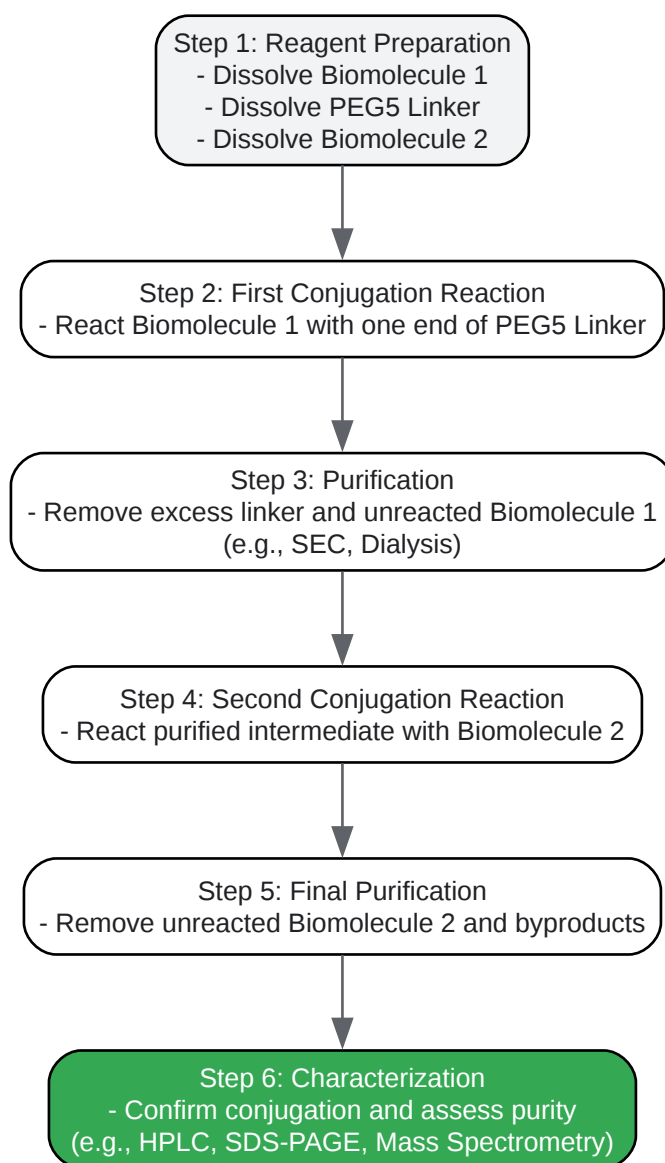 Step 1: Reagent Preparation
- Dissolve Biomolecule 1
- Dissolve PEG5 Linker
- Dissolve Biomolecule 2
Step 2: First Conjugation Reaction
- React Biomolecule 1 with one end of PEG5 Linker
Step 3: Purification
- Remove excess linker and unreacted Biomolecule 1
(e.g., SEC, Dialysis)
Step 4: Second Conjugation Reaction
- React purified intermediate with Biomolecule 2
Step 5: Final Purification
- Remove unreacted Biomolecule 2 and byproducts
Step 6: Characterization
- Confirm conjugation and assess purity
(e.g., HPLC, SDS-PAGE, Mass Spectrometry)